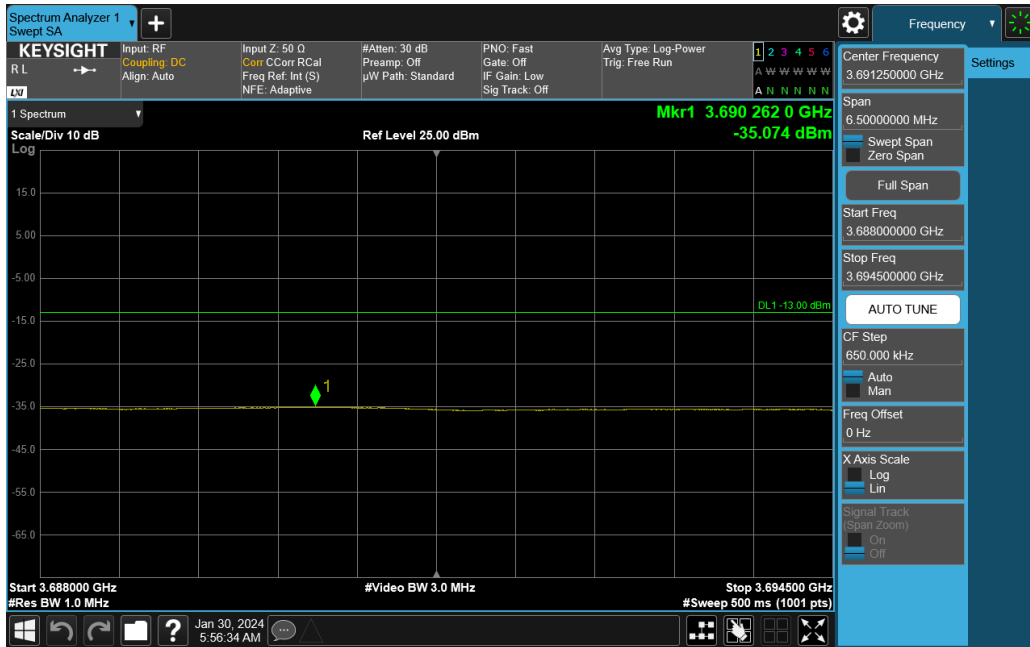 Spectrum Analyzer 1
Swept SA
Frequency
KEYSIGHT
R L
LXI
Input: RF
Coupling: DC
Align: Auto
Input Z: 50 Ω
Corr CCorr RCal
Freq Ref: Int (S)
NFE: Adaptive
#Atten: 30 dB
Preamp: Off
µW Path: Standard
PNO: Fast
Gate: Off
IF Gain: Low
Sig Track: Off
Avg Type: Log-Power
Trig: Free Run
1 2 3 4 5 6
A W W W W W
A N N N N N
Center Frequency
3.691250000 GHz
Settings
Span
6.50000000 MHz
Swept Span
Zero Span
Full Span
Start Freq
3.688000000 GHz
Stop Freq
3.694500000 GHz
AUTO TUNE
CF Step
650.000 kHz
Auto
Man
Freq Offset
0 Hz
X Axis Scale
Log
Lin
Signal Track
(Span Zoom)
On
Off
1 Spectrum
Mkr1 3.690 262 0 GHz
Scale/Div 10 dB
Ref Level 25.00 dBm
-35.074 dBm
Log
15.0
5.00
-5.00
DL1 -13.00 dBm
-15.0
-25.0
1
-35.0
-45.0
-55.0
-65.0
Start 3.688000 GHz
#Video BW 3.0 MHz
Stop 3.694500 GHz
#Res BW 1.0 MHz
#Sweep 500 ms (1001 pts)
?
Jan 30, 2024
5:56:34 AM